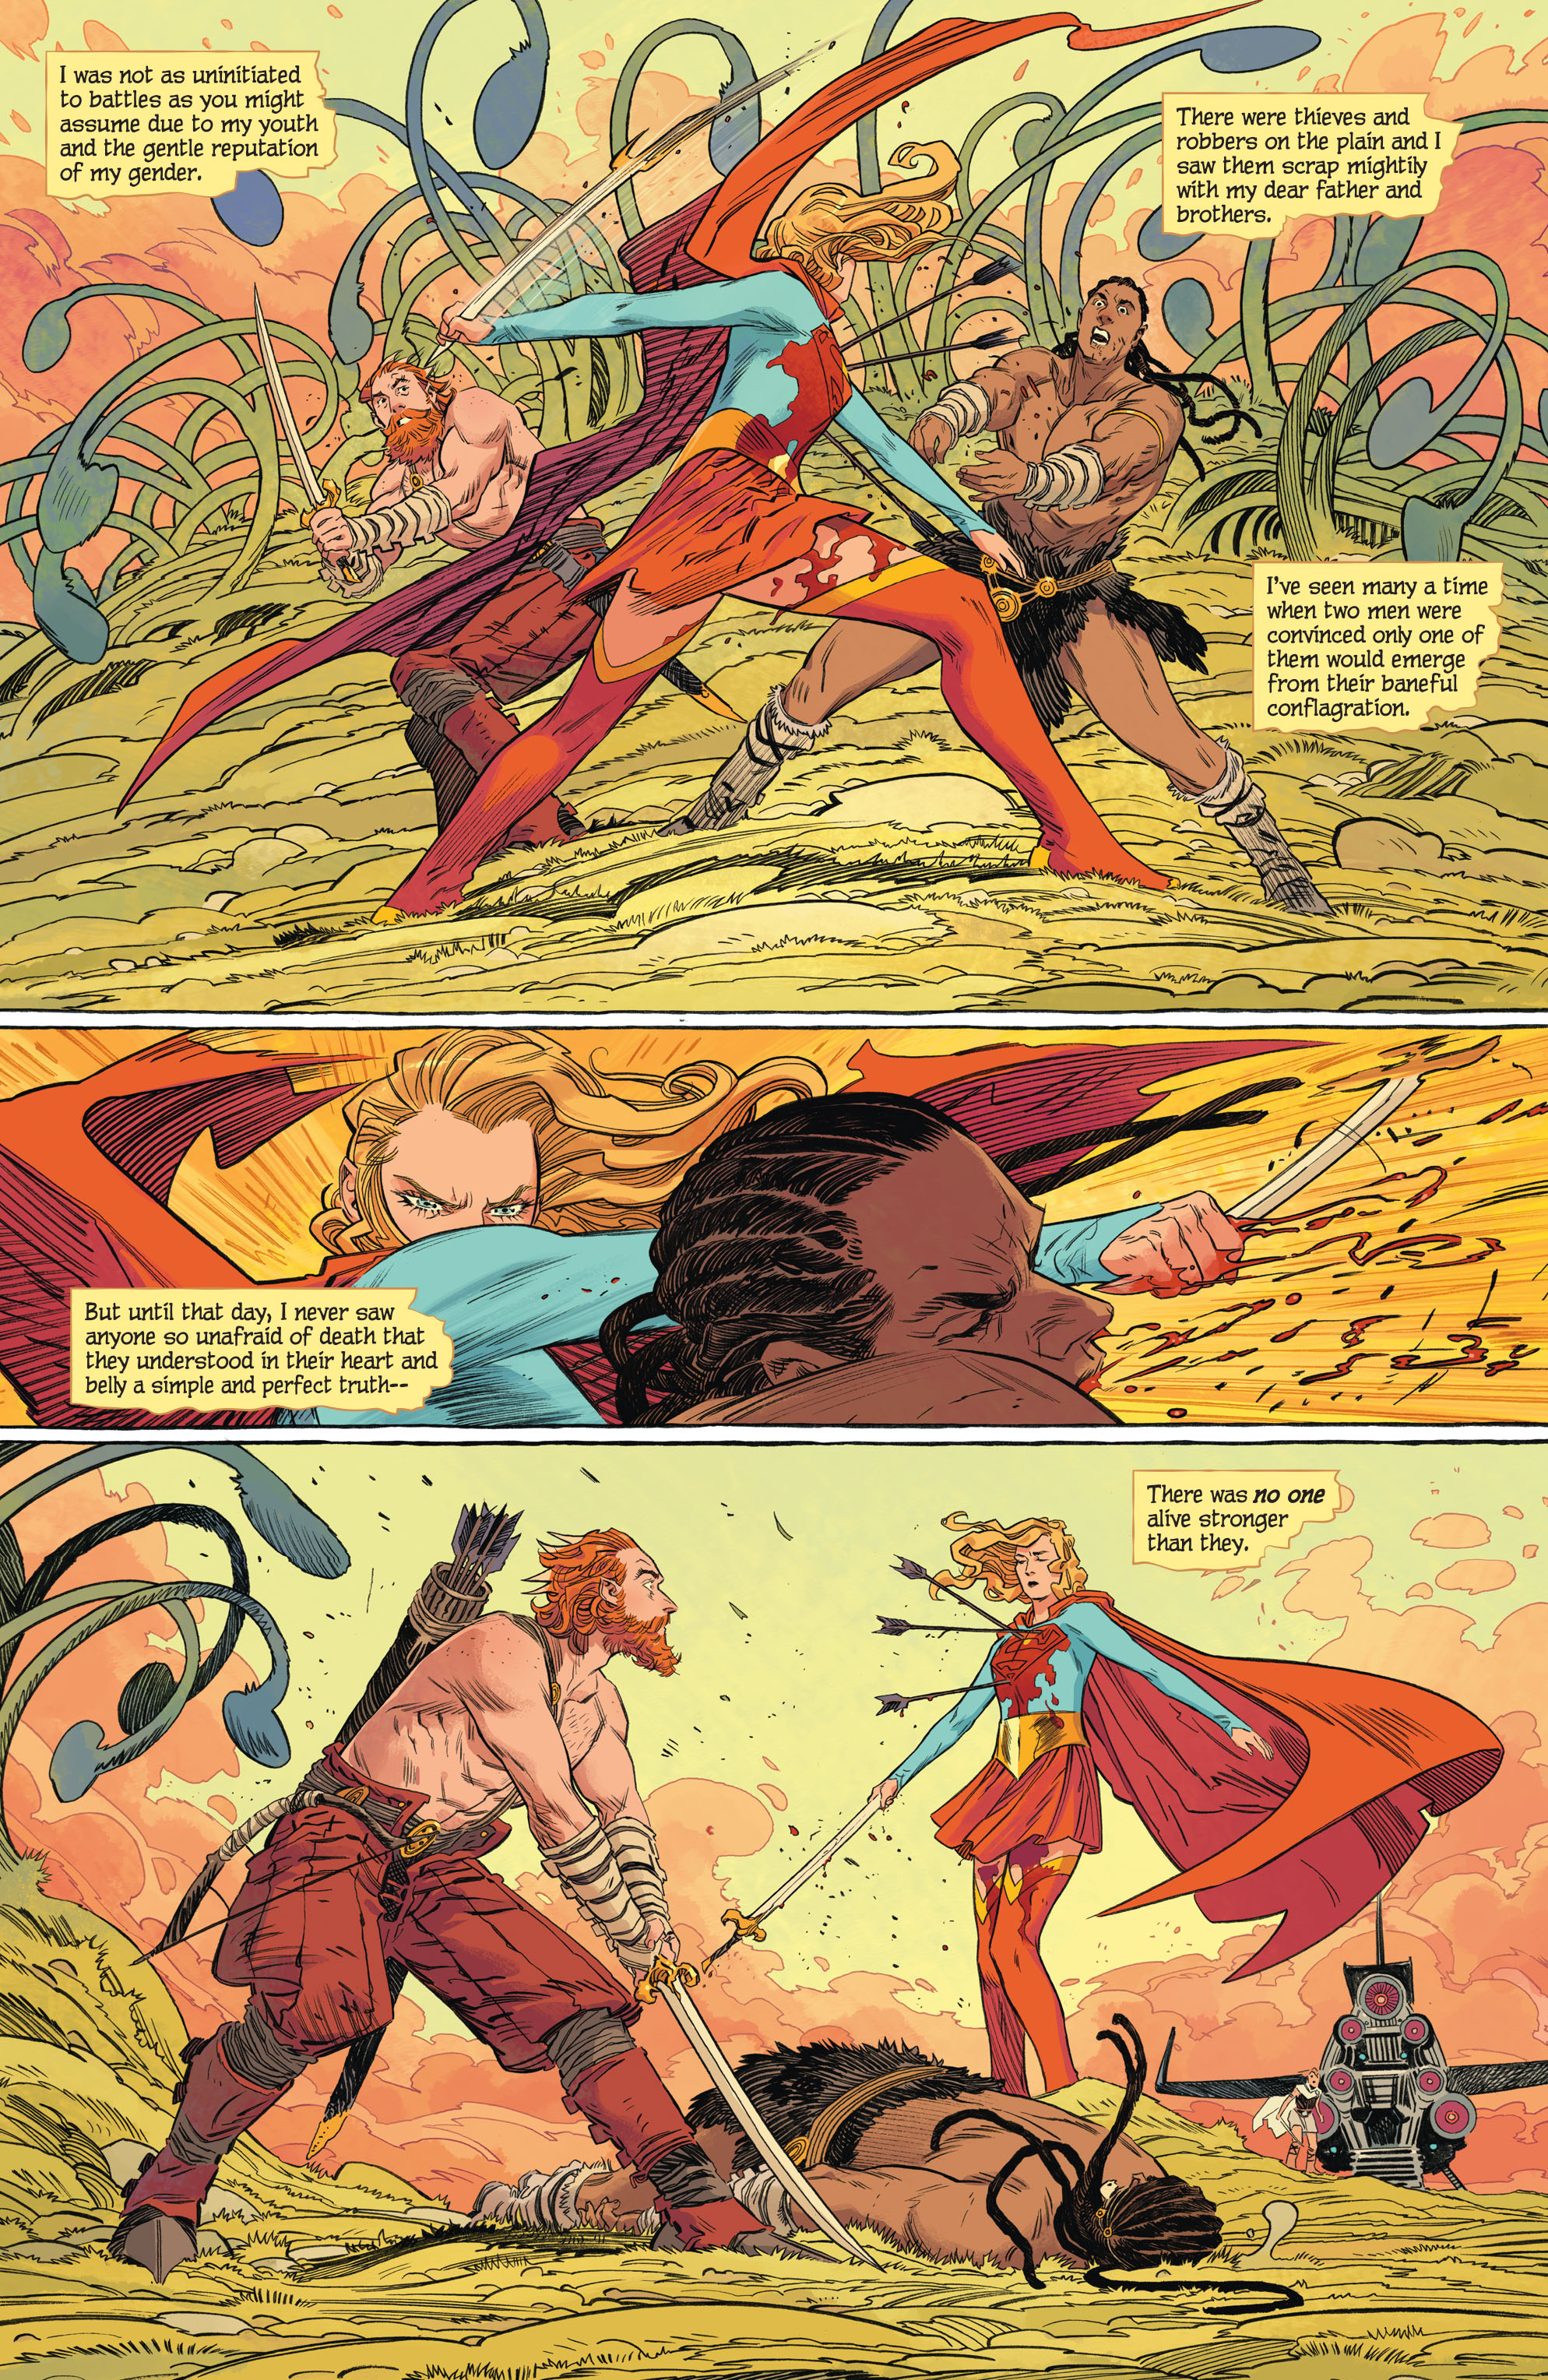 I was not as uninitiated
to battles as you might
assume due to my youth
and the gentle reputation
of my gender.
There were thieves and
robbers on the plain and I
saw them scrap mightily
with my dear father and
brothers.
I've seen many a time
when two men were
convinced only one of
them would emerge
from their baneful
conflagration.
But until that day, I never saw
anyone so unafraid of death that
they understood in their heart and
belly a simple and perfect truth--
There was no one
alive stronger
than they.